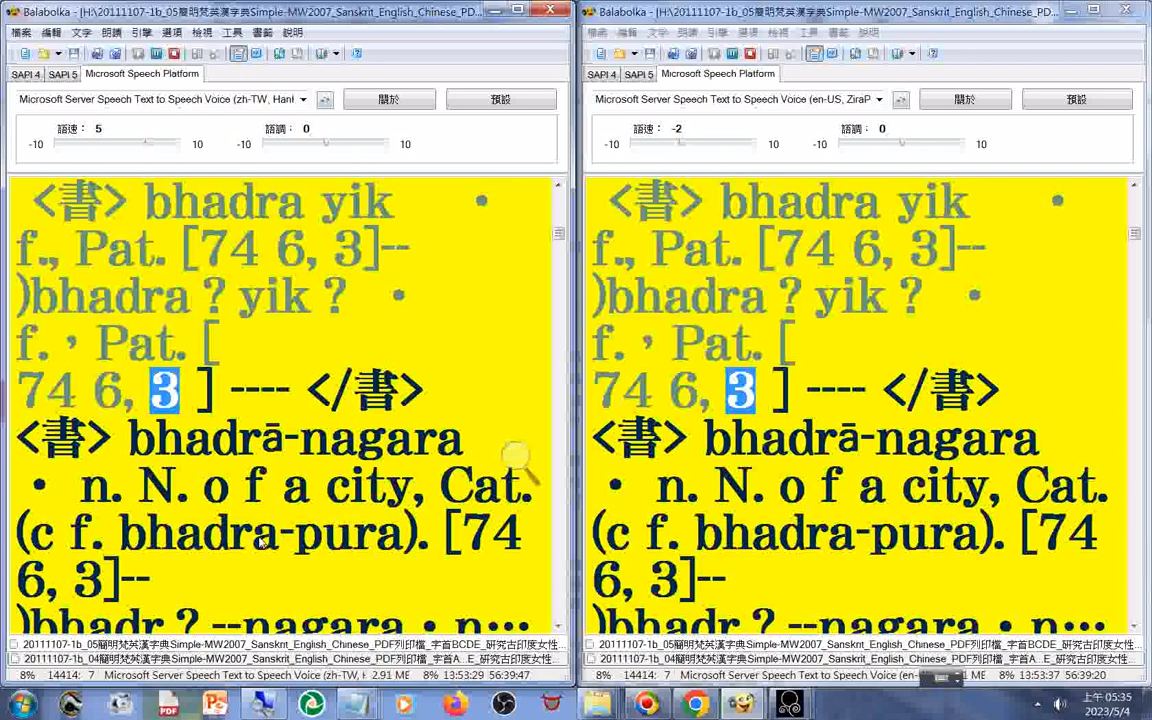 Balabolka - [H:\20111107-1b_05簡明梵英漢字典Simple-MW2007_Sanskrit_English_Chinese_PD...
檔案 編輯 文字 朗讀 引擎 選項 檢視 工具 書籤 說明
SAPI 4 SAPI 5 Microsoft Speech Platform
Microsoft Server Speech Text to Speech Voice (zh-TW, Hanl
關於 預設
語速： 5 語調： 0
-10 10 -10 10
<書> bhadra yik •
f., Pat. [74 6, 3]--
)bhadra ? yik ? •
f. , Pat. [
74 6, 3 ] ---- </書>
<書> bhadrā-nagara
• n. N. o f a city, Cat.
(c f. bhadra-pura). [74
6, 3]--
)bhadr ? --nagara • n...
20111107-1b_05簡明梵英漢字典Simple-MW2007_Sanskrit_English_Chinese_PDF列印檔_字首BCDE_研究古印度女性...
20111107-1b_04簡明梵英漢字典Simple-MW2007_Sanskrit_English_Chinese_PDF列印檔_字首A...E_研究古印度女性...
8% 14414: 7 Microsoft Server Speech Text to Speech Voice (zh-TW, 2.91 ME 8% 13:53:29 56:39:47
Balabolka - [H:\20111107-1b_05簡明梵英漢字典Simple-MW2007_Sanskrit_English_Chinese_PD...
檔案 編輯 文字 朗讀 引擎 選項 檢視 工具 書籤 說明
SAPI 4 SAPI 5 Microsoft Speech Platform
Microsoft Server Speech Text to Speech Voice (en-US, ZiraP
關於 預設
語速： -2 語調： 0
-10 10 -10 10
<書> bhadra yik •
f., Pat. [74 6, 3]--
)bhadra ? yik ? •
f. , Pat. [
74 6, 3 ] ---- </書>
<書> bhadrā-nagara
• n. N. o f a city, Cat.
(c f. bhadra-pura). [74
6, 3]--
)bhadr ? --nagara • n...
20111107-1b_05簡明梵英漢字典Simple-MW2007_Sanskrit_English_Chinese_PDF列印檔_字首BCDE_研究古印度女性...
20111107-1b_04簡明梵英漢字典Simple-MW2007_Sanskrit_English_Chinese_PDF列印檔_字首A...E_研究古印度女性...
8% 14414: 7 Microsoft Server Speech Text to Speech Voice (en-US, 8% 13:53:37 56:39:20
PDF
上午 05:35
2023/5/4